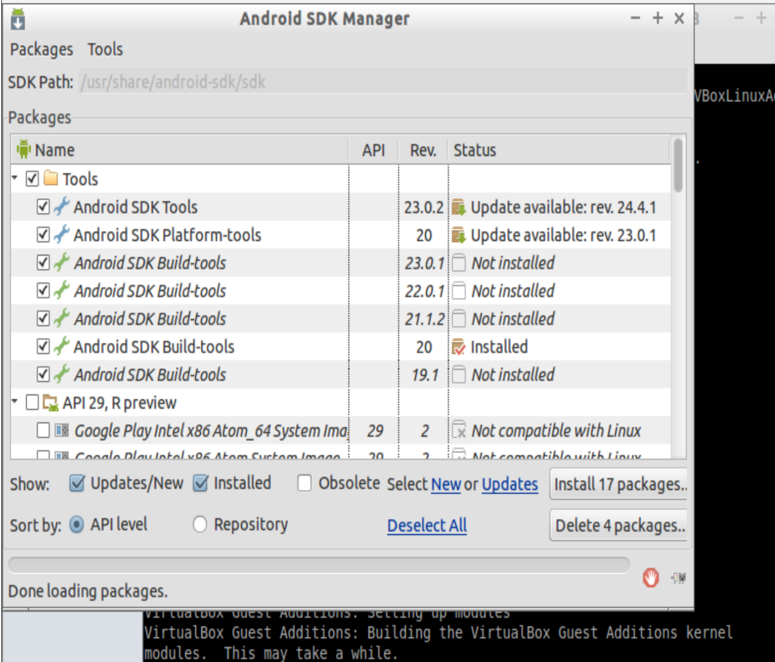 Android SDK Manager
Packages Tools
SDK Path: /usr/share/android-sdk/sdk
VBoxLinuxA
Packages
Name API Rev. Status
Tools
Android SDK Tools 23.0.2 Update available: rev. 24.4.1
Android SDK Platform-tools 20 Update available: rev. 23.0.1
Android SDK Build-tools 23.0.1 Not installed
Android SDK Build-tools 22.0.1 Not installed
Android SDK Build-tools 21.1.2 Not installed
Android SDK Build-tools 20 Installed
Android SDK Build-tools 19.1 Not installed
API 29, R preview
Google Play Intel x86 Atom_64 System Ima 29 2 Not compatible with Linux
Google Play Intel x86 Atom System Image 29 2 Not compatible with Linux
Show: Updates/New Installed Obsolete Select New or Updates Install 17 packages..
Sort by: API level Repository Deselect All Delete 4 packages..
Done loading packages.
VirtualBox Guest Additions: Setting up modules
VirtualBox Guest Additions: Building the VirtualBox Guest Additions kernel
modules. This may take a while.